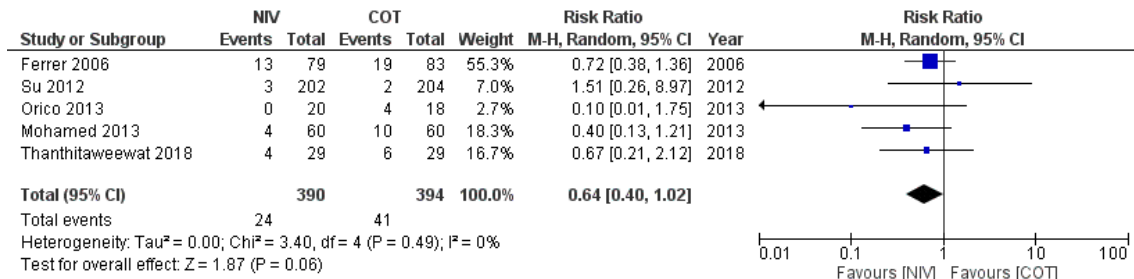 NIV COT Risk Ratio Risk Ratio
Study or Subgroup Events Total Events Total Weight M-H, Random, 95% CI Year M-H, Random, 95% CI
Ferrer 2006 13 79 19 83 55.3% 0.72 [0.38, 1.36] 2006
Su 2012 3 202 2 204 7.0% 1.51 [0.26, 8.97] 2012
Orico 2013 0 20 4 18 2.7% 0.10 [0.01, 1.75] 2013
Mohamed 2013 4 60 10 60 18.3% 0.40 [0.13, 1.21] 2013
Thanthitaweewat 2018 4 29 6 29 16.7% 0.67 [0.21, 2.12] 2018
Total (95% CI) 390 394 100.0% 0.64 [0.40, 1.02]
Total events 24 41
Heterogeneity: Tau² = 0.00; Chi² = 3.40, df = 4 (P = 0.49); I² = 0%
Test for overall effect: Z = 1.87 (P = 0.06)
0.01 0.1 1 10 100
Favours [NIV] Favours [COT]